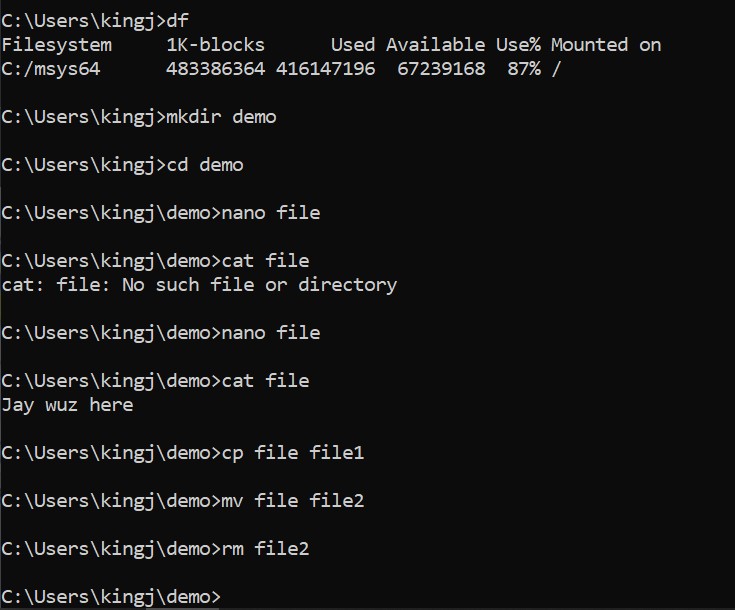 C:\Users\kingj>df
Filesystem     1K-blocks      Used Available Use% Mounted on
C:/msys64      483386364 416147196  67239168  87% /
C:\Users\kingj>mkdir demo
C:\Users\kingj>cd demo
C:\Users\kingj\demo>nano file
C:\Users\kingj\demo>cat file
cat: file: No such file or directory
C:\Users\kingj\demo>nano file
C:\Users\kingj\demo>cat file
Jay wuz here
C:\Users\kingj\demo>cp file file1
C:\Users\kingj\demo>mv file file2
C:\Users\kingj\demo>rm file2
C:\Users\kingj\demo>